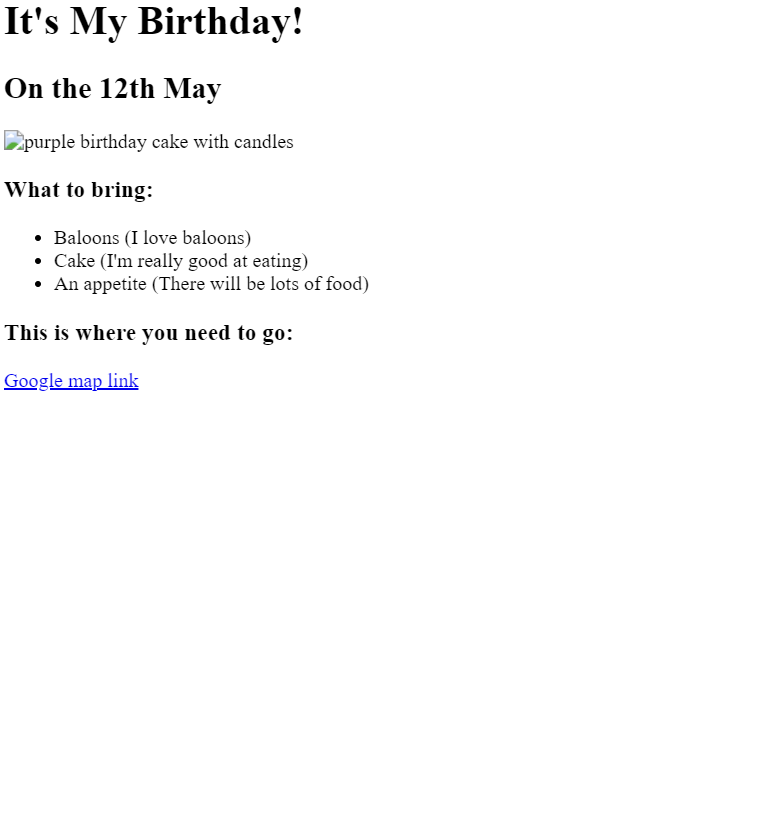 It's My Birthday!
On the 12th May
purple birthday cake with candles
What to bring:
Baloons (I love baloons)
Cake (I'm really good at eating)
An appetite (There will be lots of food)
This is where you need to go:
Google map link